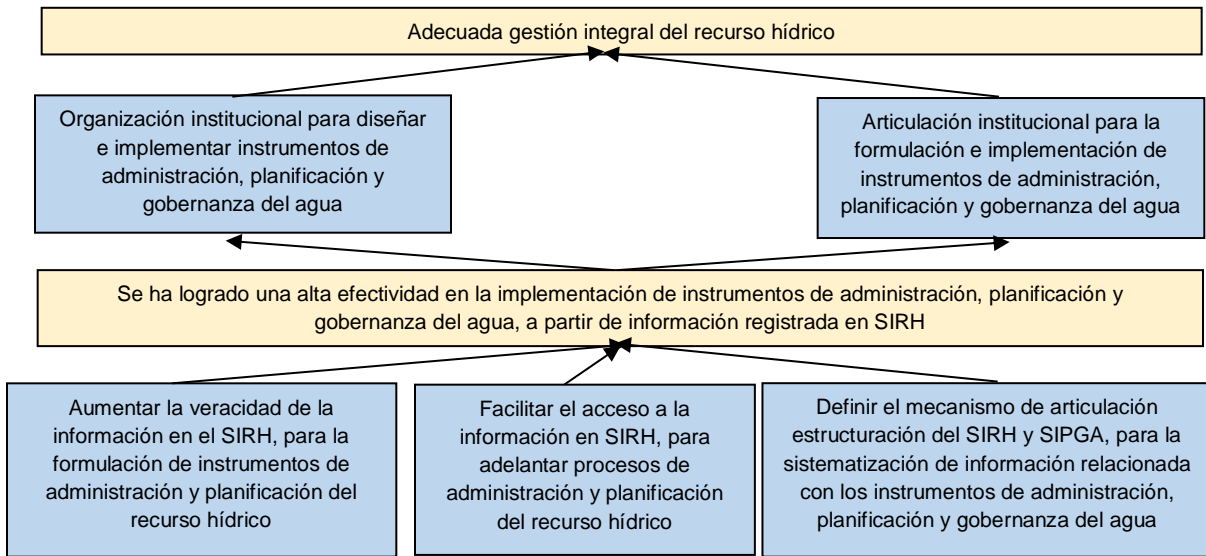 Adecuada gestión integral del recurso hídrico
Organización institucional para diseñar
e implementar instrumentos de
administración, planificación y
gobernanza del agua
Articulación institucional para la
formulación e implementación de
instrumentos de administración,
planificación y gobernanza del agua
Se ha logrado una alta efectividad en la implementación de instrumentos de administración, planificación y
gobernanza del agua, a partir de información registrada en SIRH
Aumentar la veracidad de la
información en el SIRH, para la
formulación de instrumentos de
administración y planificación del
recurso hídrico
Facilitar el acceso a la
información en SIRH, para
adelantar procesos de
administración y planificación
del recurso hídrico
Definir el mecanismo de articulación
estructuración del SIRH y SIPGA, para la
sistematización de información relacionada
con los instrumentos de administración,
planificación y gobernanza del agua